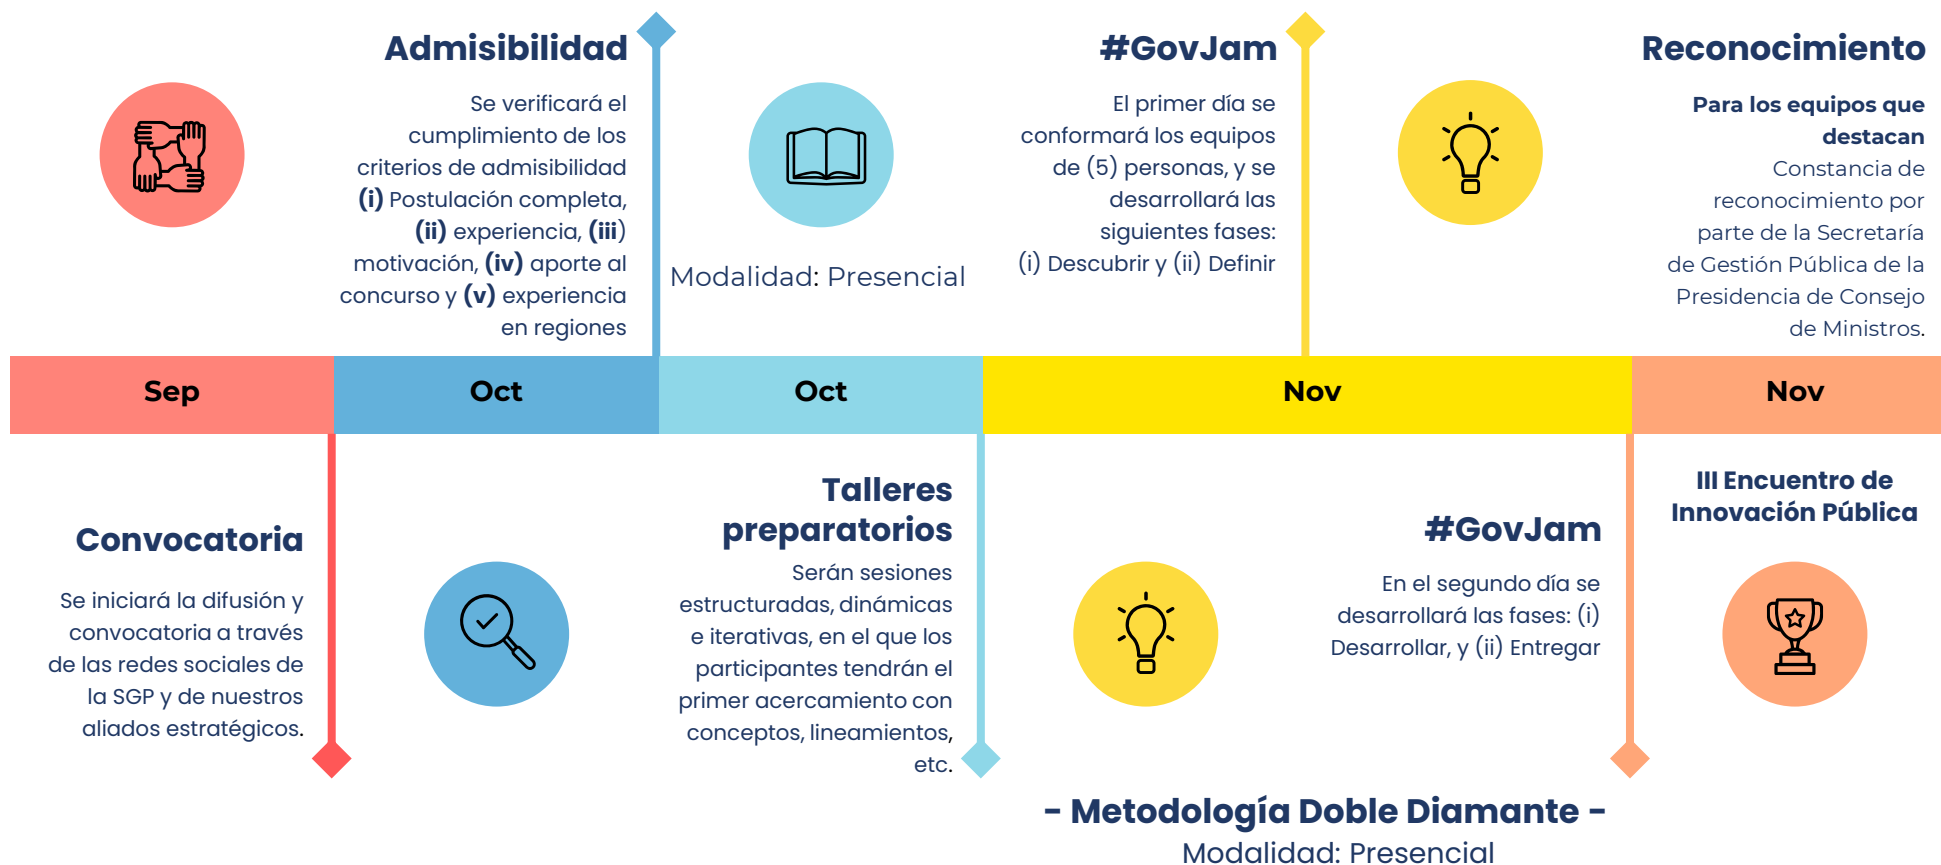 Admisibilidad
Se verificará el
cumplimiento de los
criterios de admisibilidad
(i) Postulación completa,
(ii) experiencia, (iii)
motivación, (iv) aporte al
concurso y (v) experiencia
en regiones
Modalidad: Presencial
#GovJam
El primer día se
conformará los equipos
de (5) personas, y se
desarrollará las
siguientes fases:
(i) Descubrir y (ii) Definir
Reconocimiento
Para los equipos que
destacan
Constancia de
reconocimiento por
parte de la Secretaría
de Gestión Pública de la
Presidencia de Consejo
de Ministros.
Sep
Oct
Oct
Nov
Nov
Convocatoria
Se iniciará la difusión y
convocatoria a través
de las redes sociales de
la SGP y de nuestros
aliados estratégicos.
Talleres
preparatorios
Serán sesiones
estructuradas, dinámicas
e iterativas, en el que los
participantes tendrán el
primer acercamiento con
conceptos, lineamientos,
etc.
#GovJam
En el segundo día se
desarrollará las fases: (i)
Desarrollar, y (ii) Entregar
III Encuentro de
Innovación Pública
- Metodología Doble Diamante -
Modalidad: Presencial